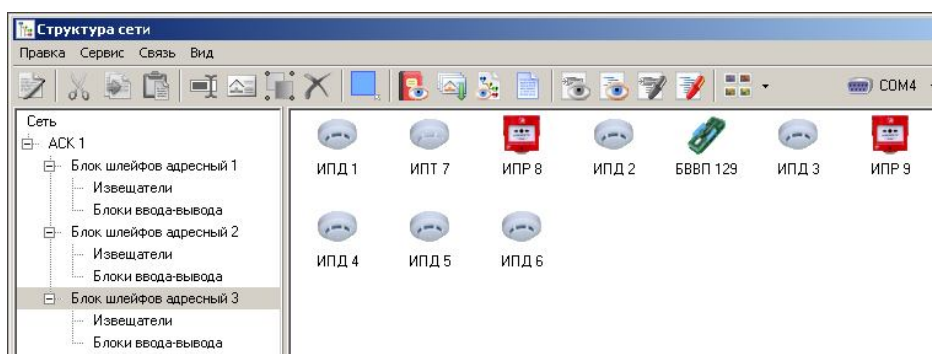 Структура сети
Правка Сервис Связь Вид
COM4
Сеть
АСК 1
Блок шлейфов адресный 1
Извещатели
Блоки ввода-вывода
Блок шлейфов адресный 2
Извещатели
Блоки ввода-вывода
Блок шлейфов адресный 3
Извещатели
Блоки ввода-вывода
ИПД 1 ИПТ 7 ИПР 8 ИПД 2 БВВП 129 ИПД 3 ИПР 9
ИПД 4 ИПД 5 ИПД 6